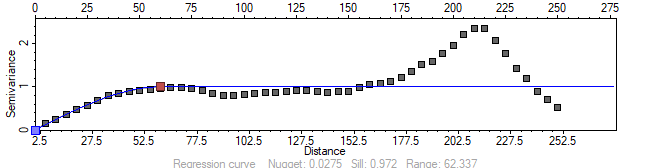 0 25 50 75 100 125 150 175 200 225 250 275
2
1
0
Semivariance
2.5 27.5 52.5 77.5 102.5 127.5 152.5 177.5 202.5 227.5 252.5
Distance
Regression curve Nugget: 0.0275 Sill: 0.972 Range: 62.337